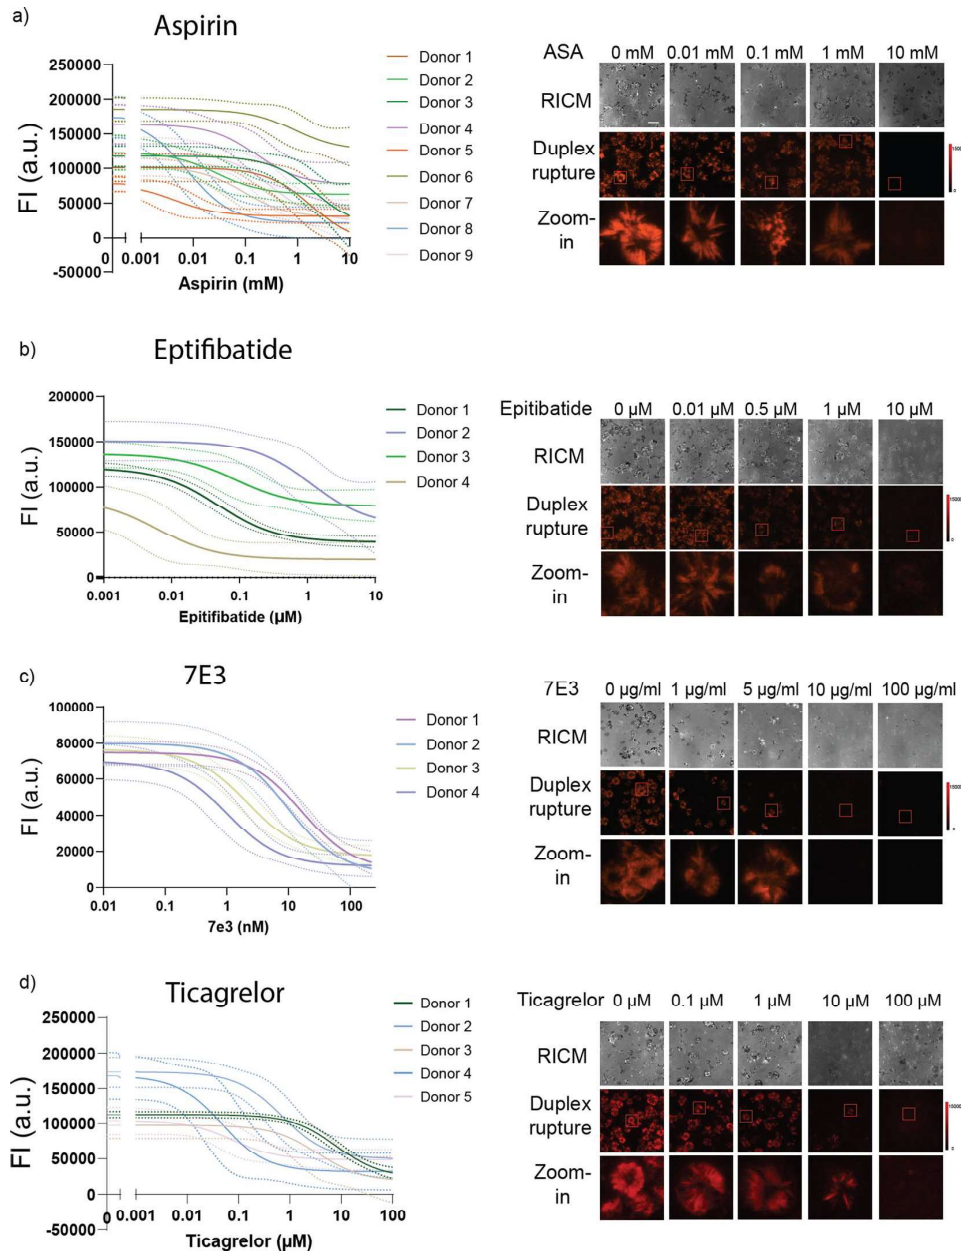 a)
Aspirin
250000
200000
150000
100000
50000
0
-50000
FI (a.u.)
0 0.001 0.01 0.1 1 10
Aspirin (mM)
Donor 1
Donor 2
Donor 3
Donor 4
Donor 5
Donor 6
Donor 7
Donor 8
Donor 9
ASA 0 mM 0.01 mM 0.1 mM 1 mM 10 mM
RICM
Duplex
rupture
Zoom-
in
0
b)
Eptifibatide
200000
150000
100000
50000
0
FI (a.u.)
0.001 0.01 0.1 1 10
Epitifibatide (µM)
Donor 1
Donor 2
Donor 3
Donor 4
Epitibatide 0 µM 0.01 µM 0.5 µM 1 µM 10 µM
RICM
Duplex
rupture
Zoom-
in
15000
0
c)
7E3
100000
80000
60000
40000
20000
0
FI (a.u.)
0.01 0.1 1 10 100
7e3 (nM)
Donor 1
Donor 2
Donor 3
Donor 4
7E3 0 µg/ml 1 µg/ml 5 µg/ml 10 µg/ml 100 µg/ml
RICM
Duplex
rupture
Zoom-
in
15000
0
d)
Ticagrelor
250000
200000
150000
100000
50000
0
-50000
FI (a.u.)
0 0.001 0.01 0.1 1 10 100
Ticagrelor (µM)
Donor 1
Donor 2
Donor 3
Donor 4
Donor 5
Ticagrelor 0 µM 0.1 µM 1 µM 10 µM 100 µM
RICM
Duplex
rupture
Zoom-
in
15000
0